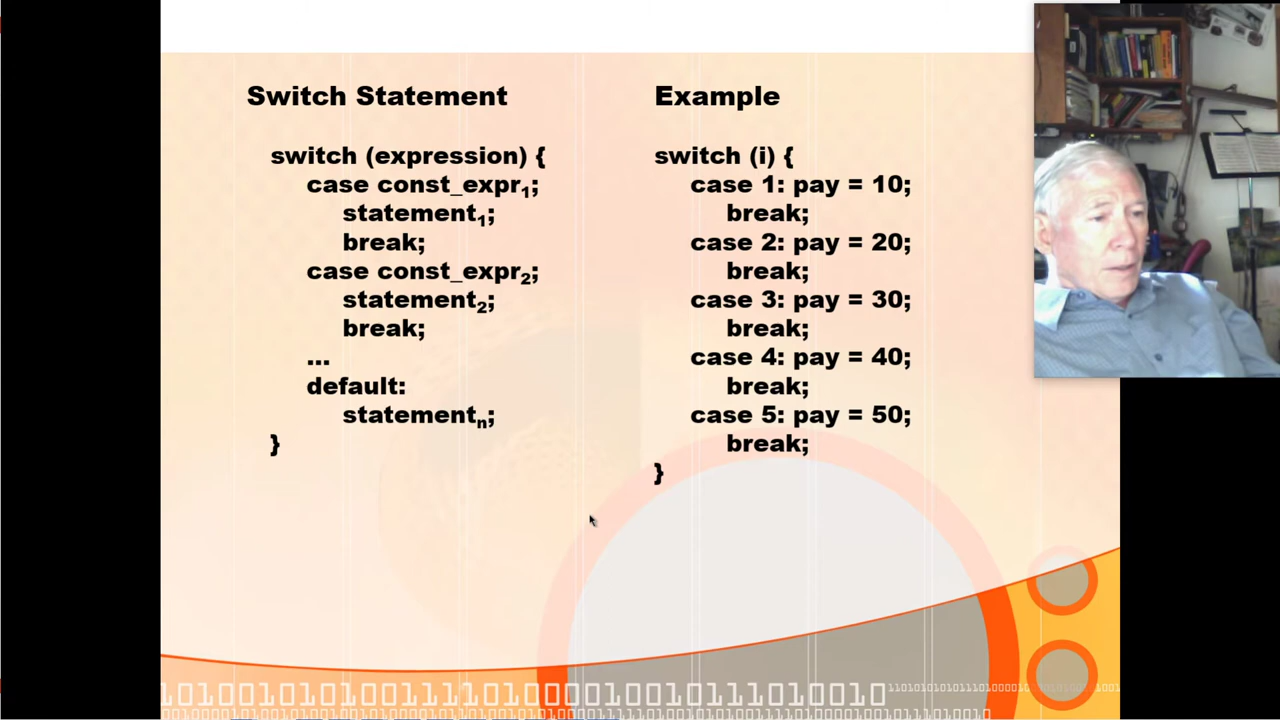 Switch Statement
switch (expression) {
case const_expr1;
statement1;
break;
case const_expr2;
statement2;
break;
...
default:
statementn;
}
Example
switch (i) {
case 1: pay = 10;
break;
case 2: pay = 20;
break;
case 3: pay = 30;
break;
case 4: pay = 40;
break;
case 5: pay = 50;
break;
}